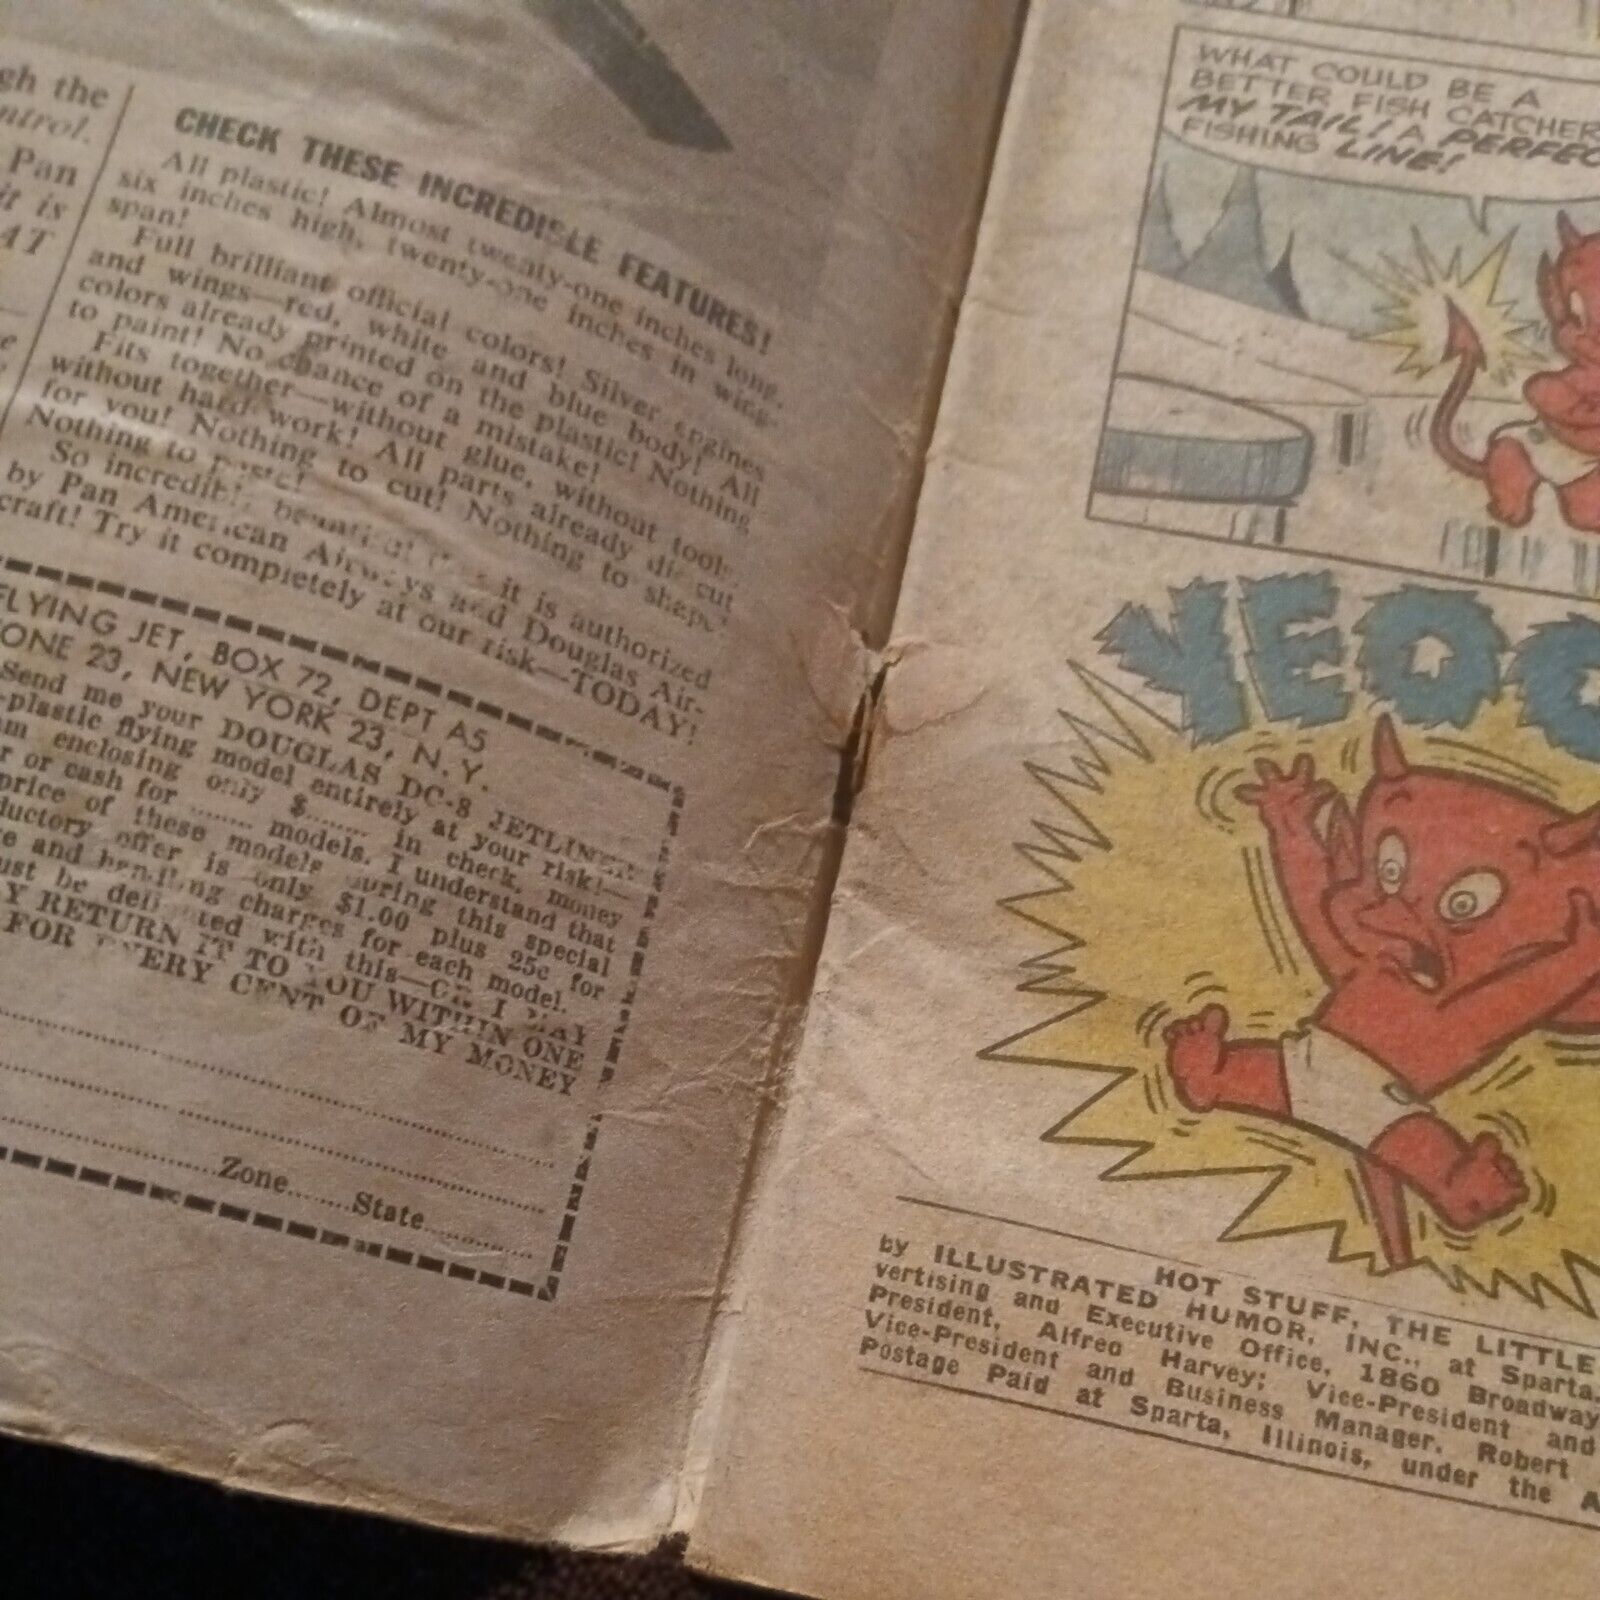 gh the
ntrol.
Pan
it is
AT
CHECK THESE INCREDIBLE FEATURES!
All plastic! Almost twenty-one inches long,
six inches high, twenty-one inches in wing-
span!
Full brilliant official colors! Silver engines
and wings—red, white and blue body! All
colors already printed on the plastic! Nothing
to paint! No chance of a mistake!
Fits together—without glue, without tools,
without hard work! All parts already die cut
for you! Nothing to cut! Nothing to shape!
Nothing to paste!
So incredibly beautiful that it is authorized
by Pan American Airways and Douglas Air-
craft! Try it completely at our risk—TODAY!
FLYING JET, BOX 72, DEPT A5
ONE 23, NEW YORK 23, N. Y.
Send me your DOUGLAS DC-8 JETLINER
-plastic flying model entirely at your risk!—
am enclosing only $........ in check, money
r or cash for ........ models. I understand that
price of these models during this special
ductory offer is only $1.00 plus 25c for
e and handling charges for each model.
ust be delighted with this—OR I MAY
Y RETURN IT TO YOU WITHIN ONE
FOR EVERY CENT OF MY MONEY
Zone......State..........
WHAT COULD BE A
BETTER FISH CATCHER
MY TAIL! A PERFEC
FISHING LINE!
YEOO
HOT STUFF, THE LITTLE
by ILLUSTRATED HUMOR, INC., at Sparta,
vertising and Executive Office, 1860 Broadway
President, Alfred Harvey; Vice-President and
Vice-President and Business Manager, Robert
Postage Paid at Sparta, Illinois, under the A